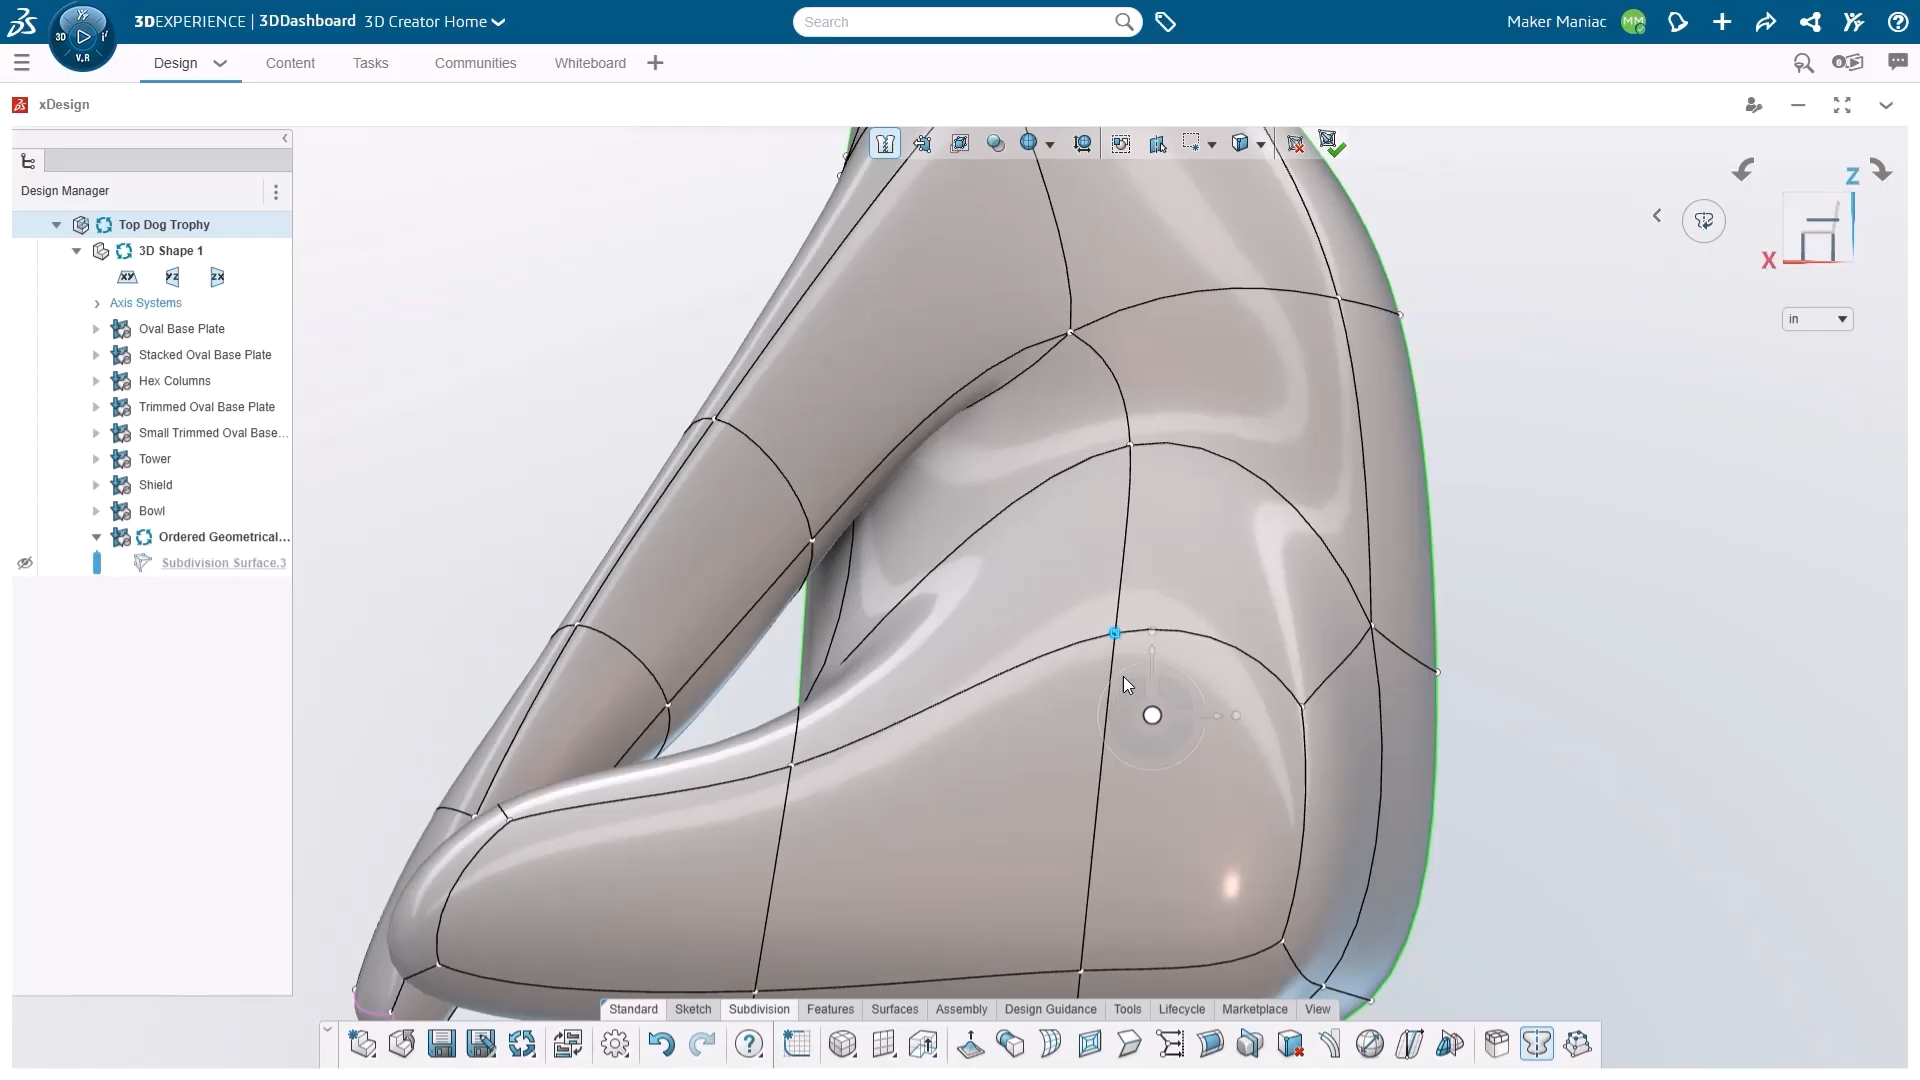 3DEXPERIENCE | 3DDashboard 3D Creator Home
Search
Maker Maniac
MM
3D
V.R
Design
Content
Tasks
Communities
Whiteboard
xDesign
Design Manager
Top Dog Trophy
3D Shape 1
XY
YZ
ZX
Axis Systems
Oval Base Plate
Stacked Oval Base Plate
Hex Columns
Trimmed Oval Base Plate
Small Trimmed Oval Base...
Tower
Shield
Bowl
Ordered Geometrical...
Subdivision Surface.3
Z
X
in
Standard
Sketch
Subdivision
Features
Surfaces
Assembly
Design Guidance
Tools
Lifecycle
Marketplace
View